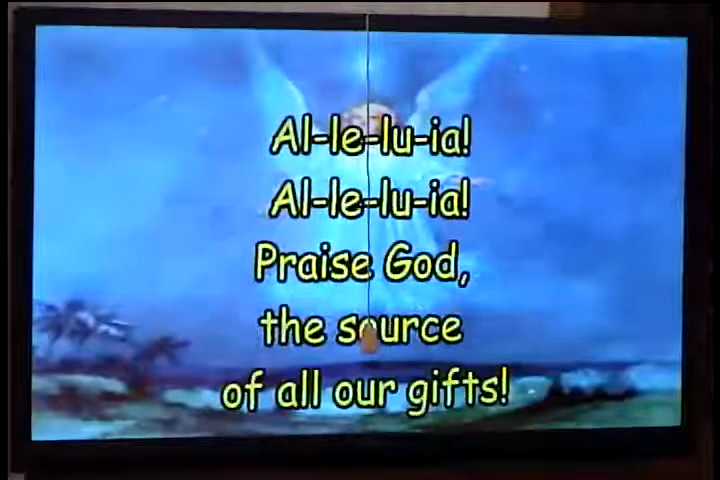 Al-le-lu-ia!
Al-le-lu-ia!
Praise God,
the source
of all our gifts!